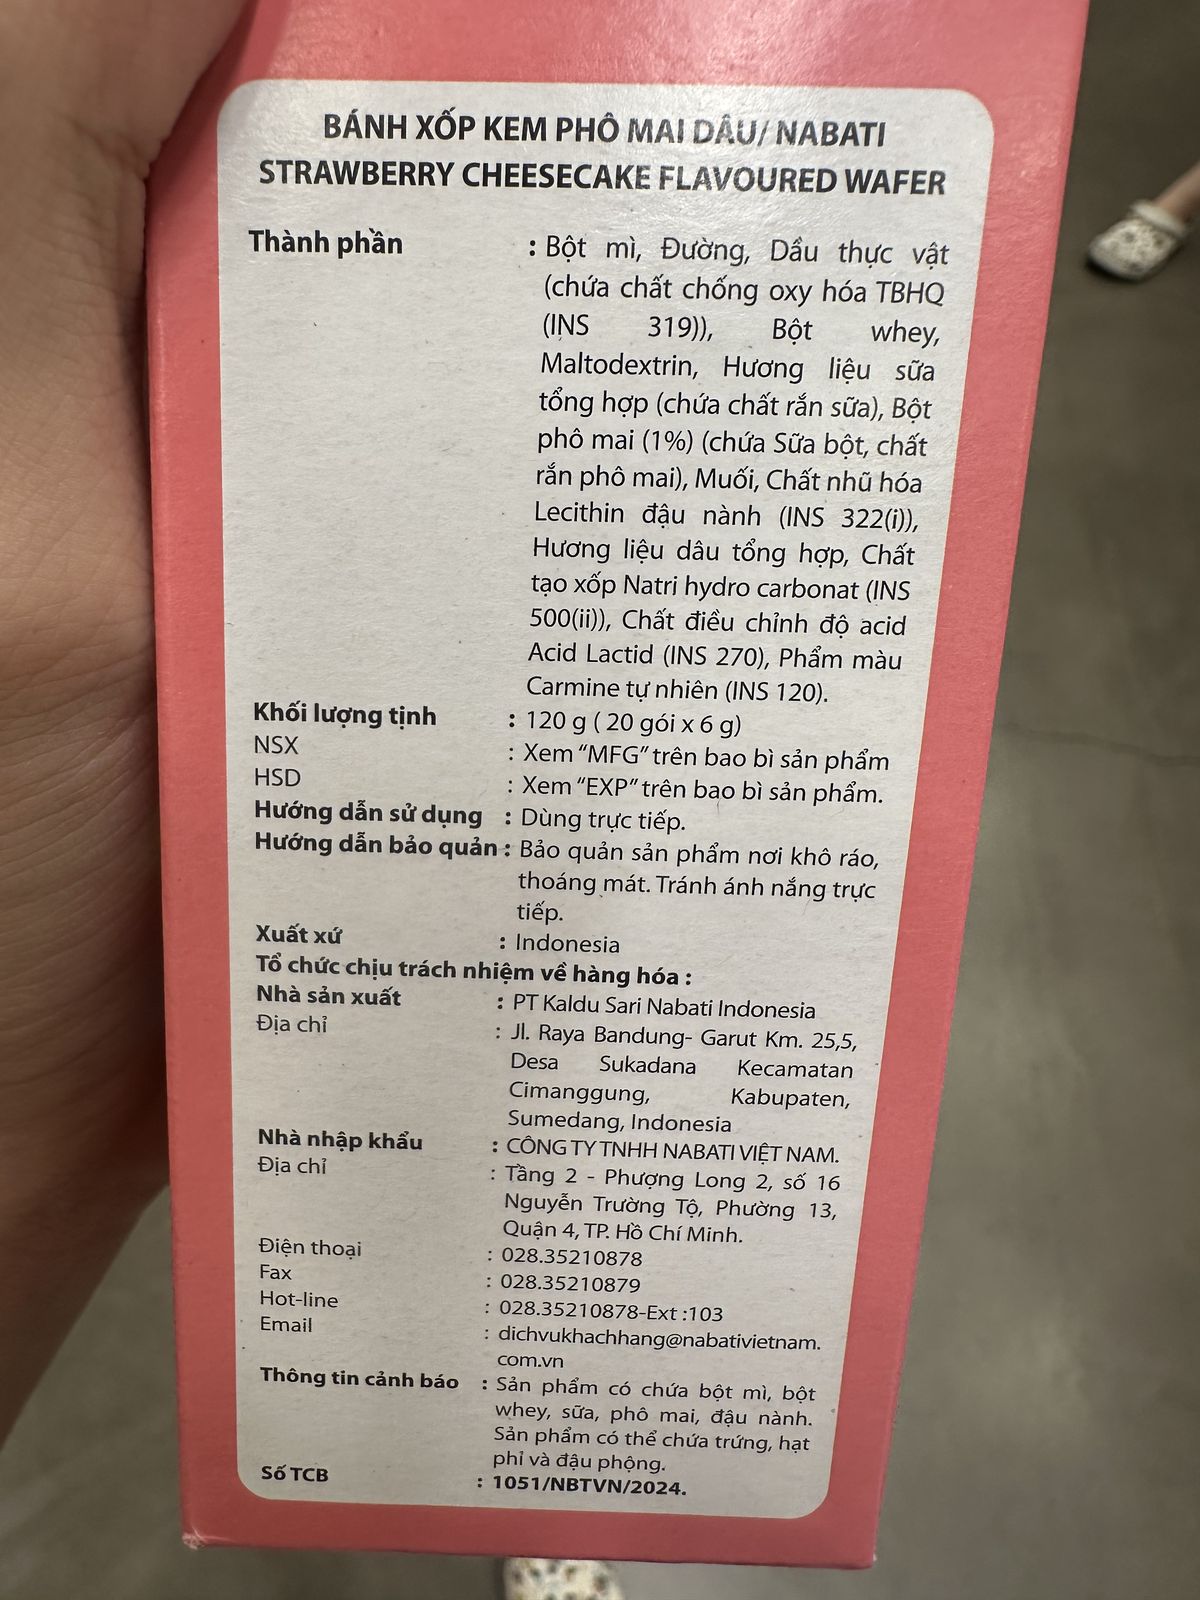 BÁNH XỐP KEM PHÔ MAI DÂU/ NABATI
STRAWBERRY CHEESECAKE FLAVOURED WAFER
Thành phần : Bột mì, Đường, Dầu thực vật
(chứa chất chống oxy hóa TBHQ
(INS 319)), Bột whey,
Maltodextrin, Hương liệu sữa
tổng hợp (chứa chất rắn sữa), Bột
phô mai (1%) (chứa Sữa bột, chất
rắn phô mai), Muối, Chất nhũ hóa
Lecithin đậu nành (INS 322(i)),
Hương liệu dâu tổng hợp, Chất
tạo xốp Natri hydro carbonat (INS
500(ii)), Chất điều chỉnh độ acid
Acid Lactid (INS 270), Phẩm màu
Carmine tự nhiên (INS 120).
Khối lượng tịnh : 120 g ( 20 gói x 6 g)
NSX : Xem “MFG” trên bao bì sản phẩm
HSD : Xem “EXP” trên bao bì sản phẩm.
Hướng dẫn sử dụng : Dùng trực tiếp.
Hướng dẫn bảo quản : Bảo quản sản phẩm nơi khô ráo,
thoáng mát. Tránh ánh nắng trực
tiếp.
Xuất xứ : Indonesia
Tổ chức chịu trách nhiệm về hàng hóa :
Nhà sản xuất : PT Kaldu Sari Nabati Indonesia
Địa chỉ : Jl. Raya Bandung- Garut Km. 25,5,
Desa Sukadana Kecamatan
Cimanggung, Kabupaten,
Sumedang, Indonesia
Nhà nhập khẩu : CÔNG TY TNHH NABATI VIỆT NAM.
Địa chỉ : Tầng 2 - Phượng Long 2, số 16
Nguyễn Trường Tộ, Phường 13,
Quận 4, TP. Hồ Chí Minh.
Điện thoại : 028.35210878
Fax : 028.35210879
Hot-line : 028.35210878-Ext :103
Email : dichvukhachhang@nabativietnam.
com.vn
Thông tin cảnh báo : Sản phẩm có chứa bột mì, bột
whey, sữa, phô mai, đậu nành.
Sản phẩm có thể chứa trứng, hạt
phỉ và đậu phộng.
Số TCB : 1051/NBTVN/2024.